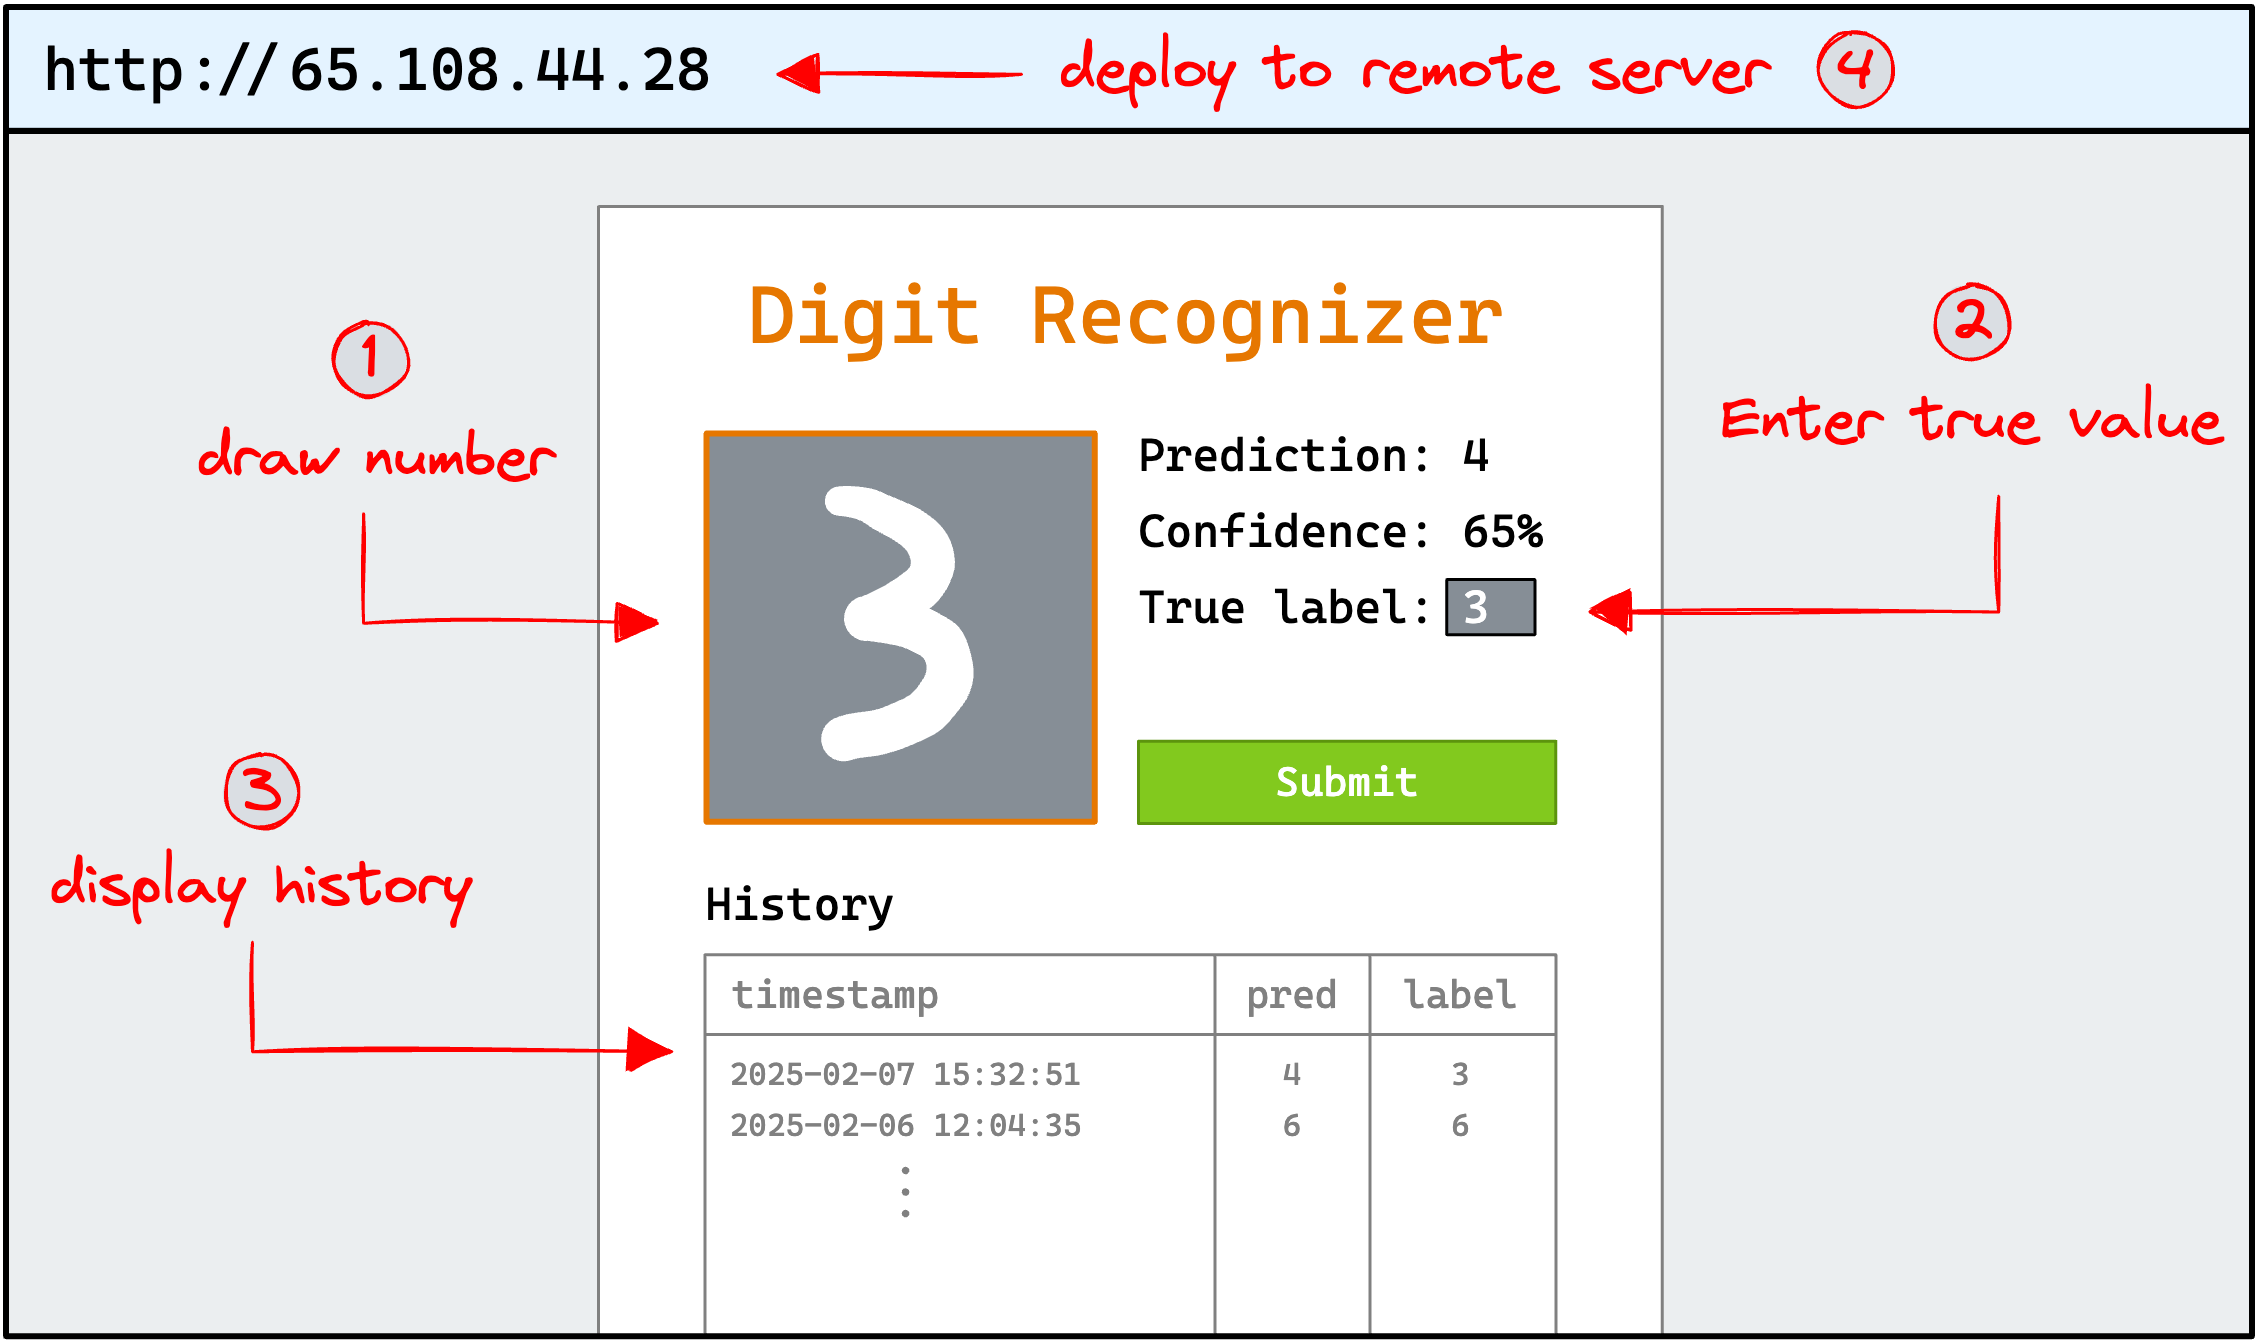 http://65.108.44.28
deploy to remote server 4
Digit Recognizer
1
draw number
2
Enter true value
Prediction: 4
Confidence: 65%
True label: 3
3
Submit
3
display history
History
timestamp pred label
2025-02-07 15:32:51 4 3
2025-02-06 12:04:35 6 6